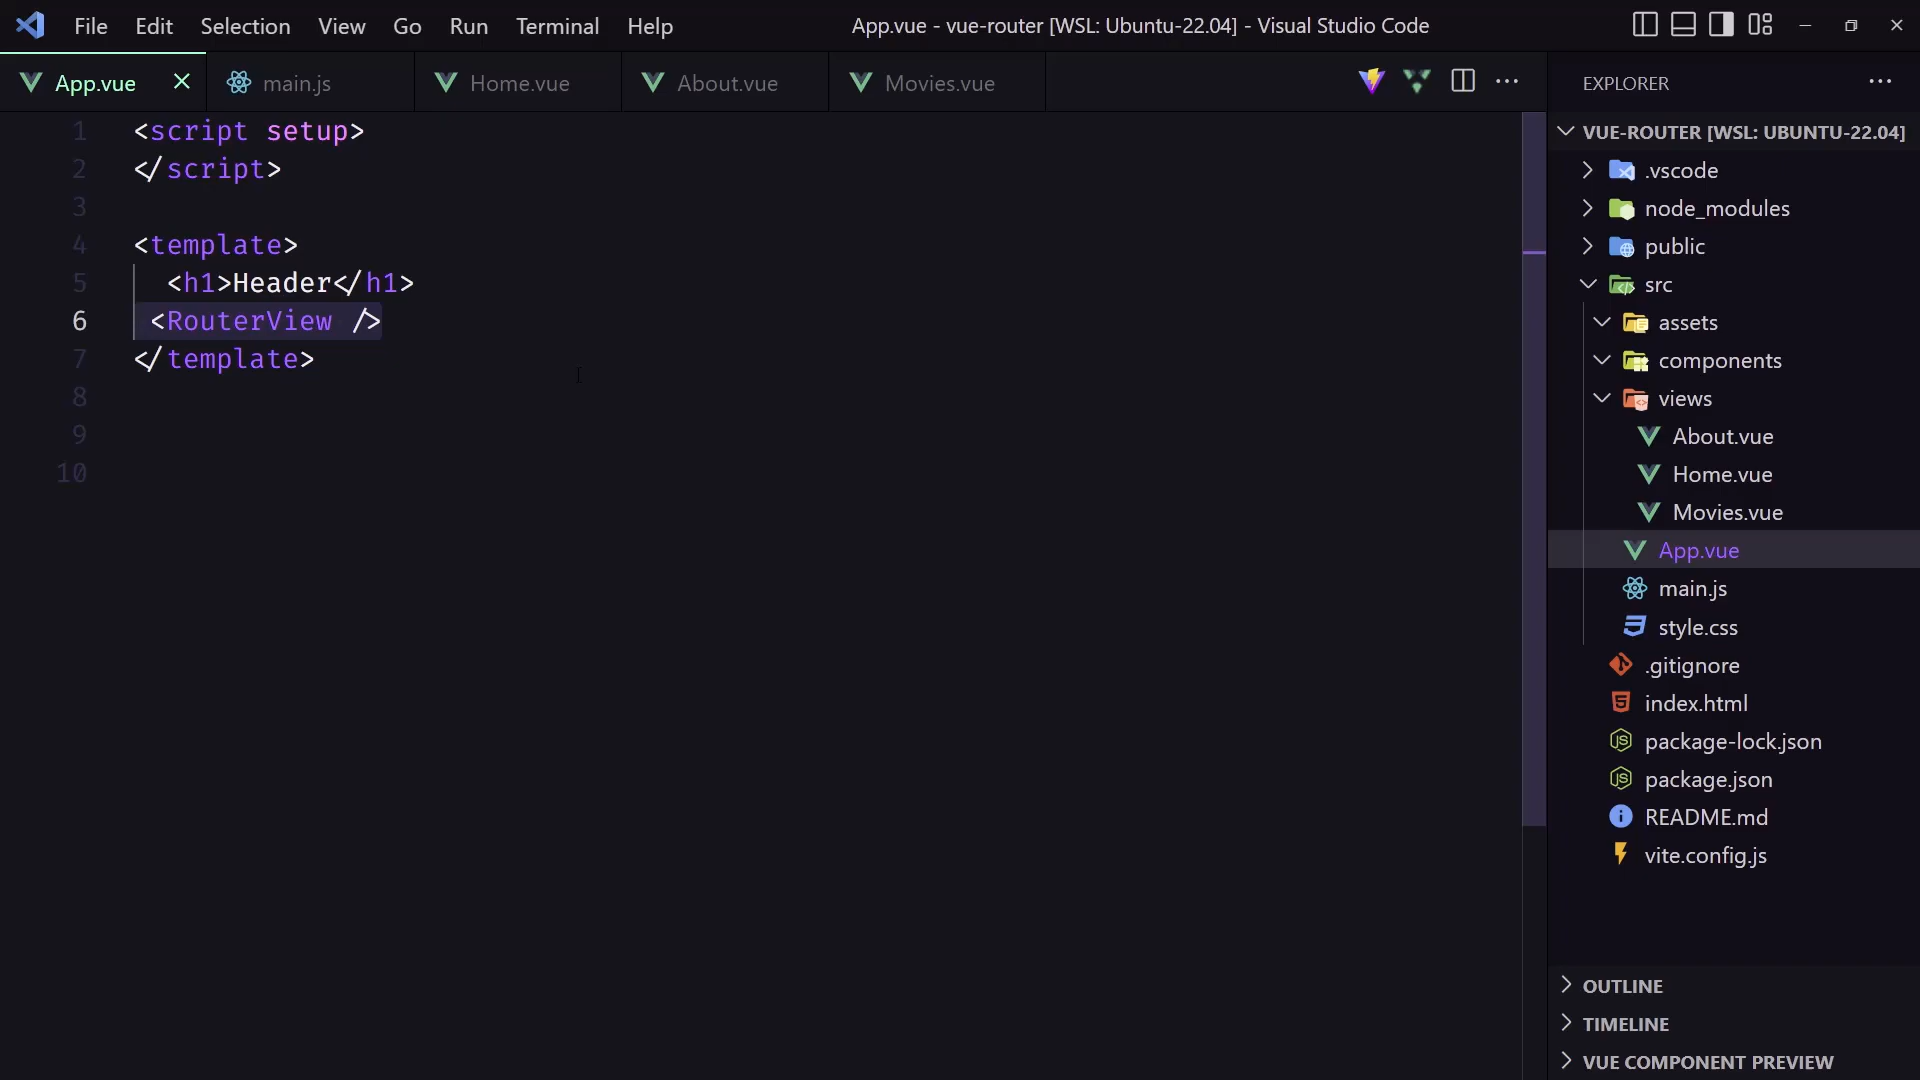 File Edit Selection View Go Run Terminal Help App.vue - vue-router [WSL: Ubuntu-22.04] - Visual Studio Code
App.vue main.js Home.vue About.vue Movies.vue
1 <script setup>
2 </script>
3
4 <template>
5 <h1>Header</h1>
6 <RouterView />
7 </template>
8
9
10
EXPLORER
VUE-ROUTER [WSL: UBUNTU-22.04]
.vscode
node_modules
public
src
assets
components
views
About.vue
Home.vue
Movies.vue
App.vue
main.js
style.css
.gitignore
index.html
package-lock.json
package.json
README.md
vite.config.js
OUTLINE
TIMELINE
VUE COMPONENT PREVIEW